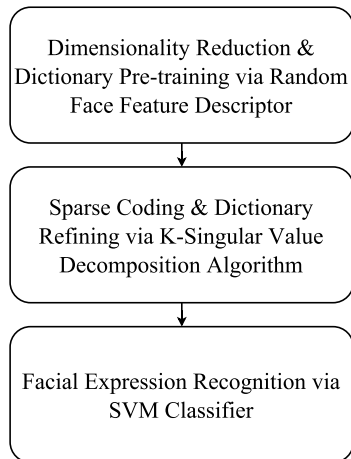 Dimensionality Reduction &
Dictionary Pre-training via Random
Face Feature Descriptor
Sparse Coding & Dictionary
Refining via K-Singular Value
Decomposition Algorithm
Facial Expression Recognition via
SVM Classifier